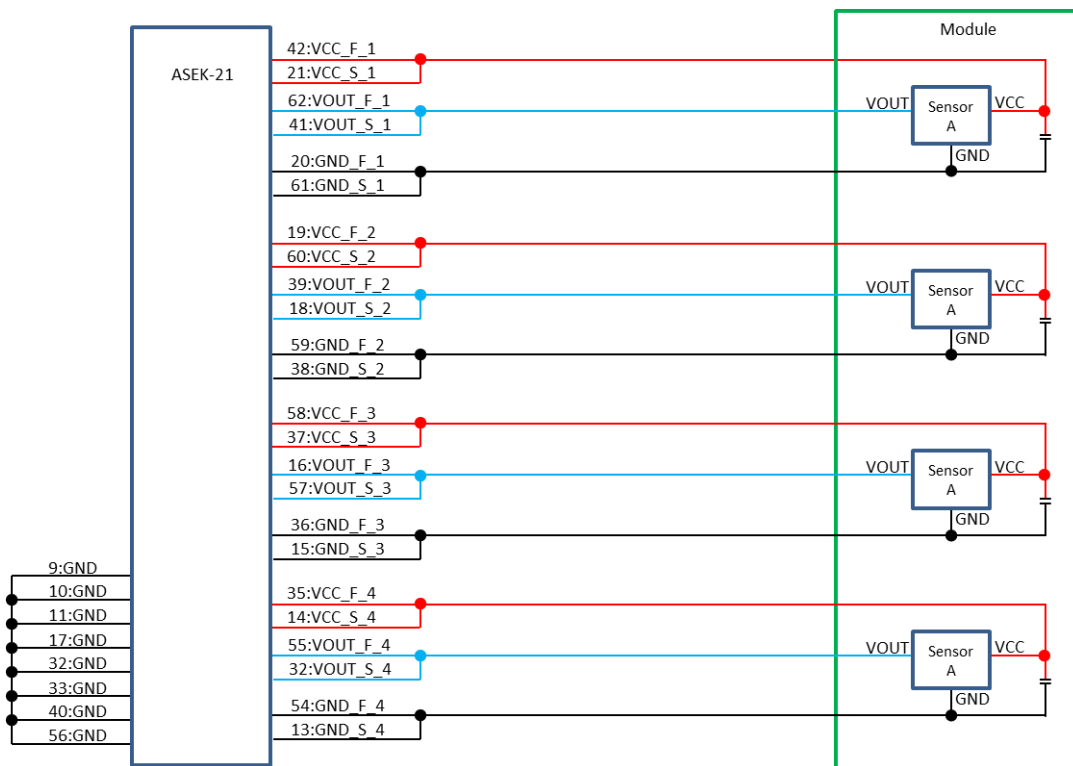 Module
ASEK-21
42:VCC_F_1
21:VCC_S_1
62:VOUT_F_1
41:VOUT_S_1
20:GND_F_1
61:GND_S_1
VOUT
Sensor
A
VCC
GND
19:VCC_F_2
60:VCC_S_2
39:VOUT_F_2
18:VOUT_S_2
59:GND_F_2
38:GND_S_2
VOUT
Sensor
A
VCC
GND
58:VCC_F_3
37:VCC_S_3
16:VOUT_F_3
57:VOUT_S_3
36:GND_F_3
15:GND_S_3
VOUT
Sensor
A
VCC
GND
35:VCC_F_4
14:VCC_S_4
55:VOUT_F_4
32:VOUT_S_4
54:GND_F_4
13:GND_S_4
VOUT
Sensor
A
VCC
GND
9:GND
10:GND
11:GND
17:GND
32:GND
33:GND
40:GND
56:GND